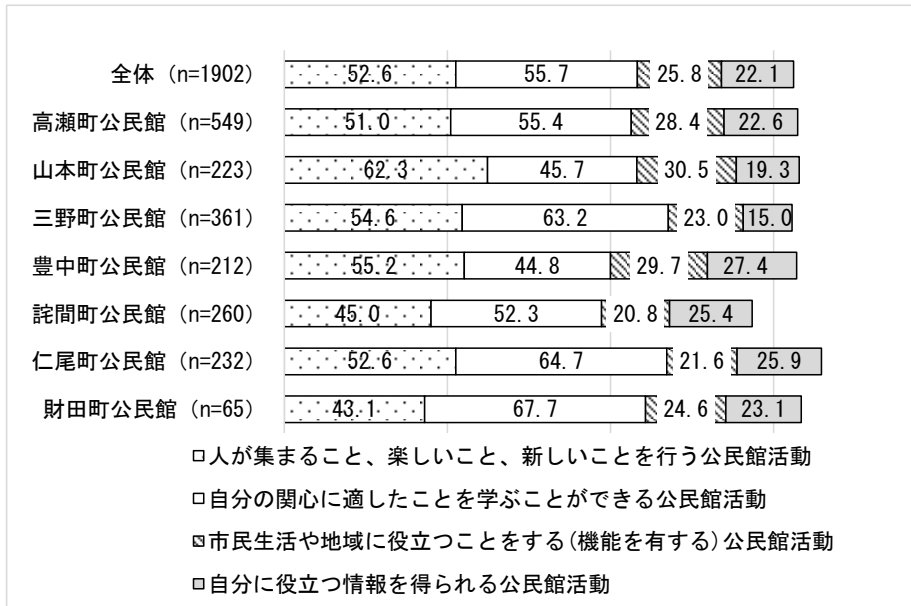 全体 (n=1902) 52.6 55.7 25.8 22.1
高瀬町公民館 (n=549) 51.0 55.4 28.4 22.6
山本町公民館 (n=223) 62.3 45.7 30.5 19.3
三野町公民館 (n=361) 54.6 63.2 23.0 15.0
豊中町公民館 (n=212) 55.2 44.8 29.7 27.4
詫間町公民館 (n=260) 45.0 52.3 20.8 25.4
仁尾町公民館 (n=232) 52.6 64.7 21.6 25.9
財田町公民館 (n=65) 43.1 67.7 24.6 23.1
人が集まること、楽しいこと、新しいことを行う公民館活動
自分の関心に適したことを学ぶことができる公民館活動
市民生活や地域に役立つことをする(機能を有する)公民館活動
自分に役立つ情報を得られる公民館活動